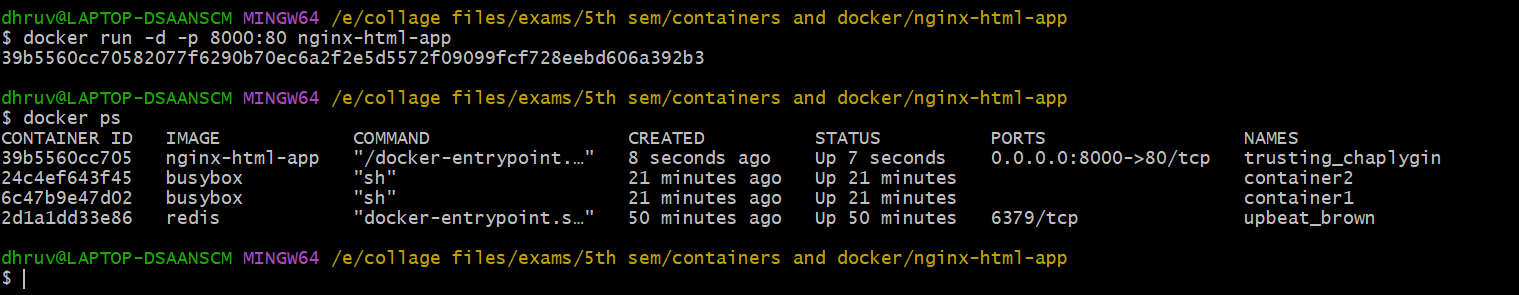 dhruv@LAPTOP-DSAANSCM MINGW64 /e/collage files/exams/5th sem/containers and docker/nginx-html-app
$ docker run -d -p 8000:80 nginx-html-app
39b5560cc70582077f6290b70ec6a2f2e5d5572f09099fcf728eebd606a392b3
dhruv@LAPTOP-DSAANSCM MINGW64 /e/collage files/exams/5th sem/containers and docker/nginx-html-app
$ docker ps
CONTAINER ID   IMAGE            COMMAND                  CREATED          STATUS          PORTS                  NAMES
39b5560cc705   nginx-html-app   "/docker-entrypoint.…"   8 seconds ago    Up 7 seconds    0.0.0.0:8000->80/tcp   trusting_chaplygin
24c4ef643f45   busybox          "sh"                     21 minutes ago   Up 21 minutes                          container2
6c47b9e47d02   busybox          "sh"                     21 minutes ago   Up 21 minutes                          container1
2d1a1dd33e86   redis            "docker-entrypoint.s…"   50 minutes ago   Up 50 minutes   6379/tcp               upbeat_brown
dhruv@LAPTOP-DSAANSCM MINGW64 /e/collage files/exams/5th sem/containers and docker/nginx-html-app
$